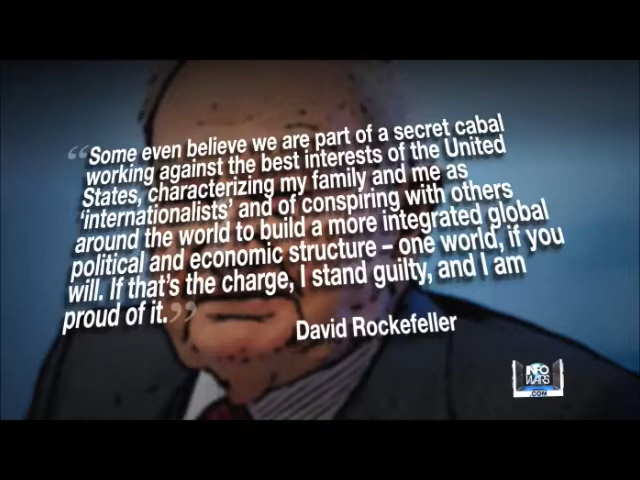 “Some even believe we are part of a secret cabal
working against the best interests of the United
States, characterizing my family and me as
‘internationalists’ and of conspiring with others
around the world to build a more integrated global
political and economic structure – one world, if you
will. If that’s the charge, I stand guilty, and I am
proud of it.”
David Rockefeller
INFO
WARS
.COM